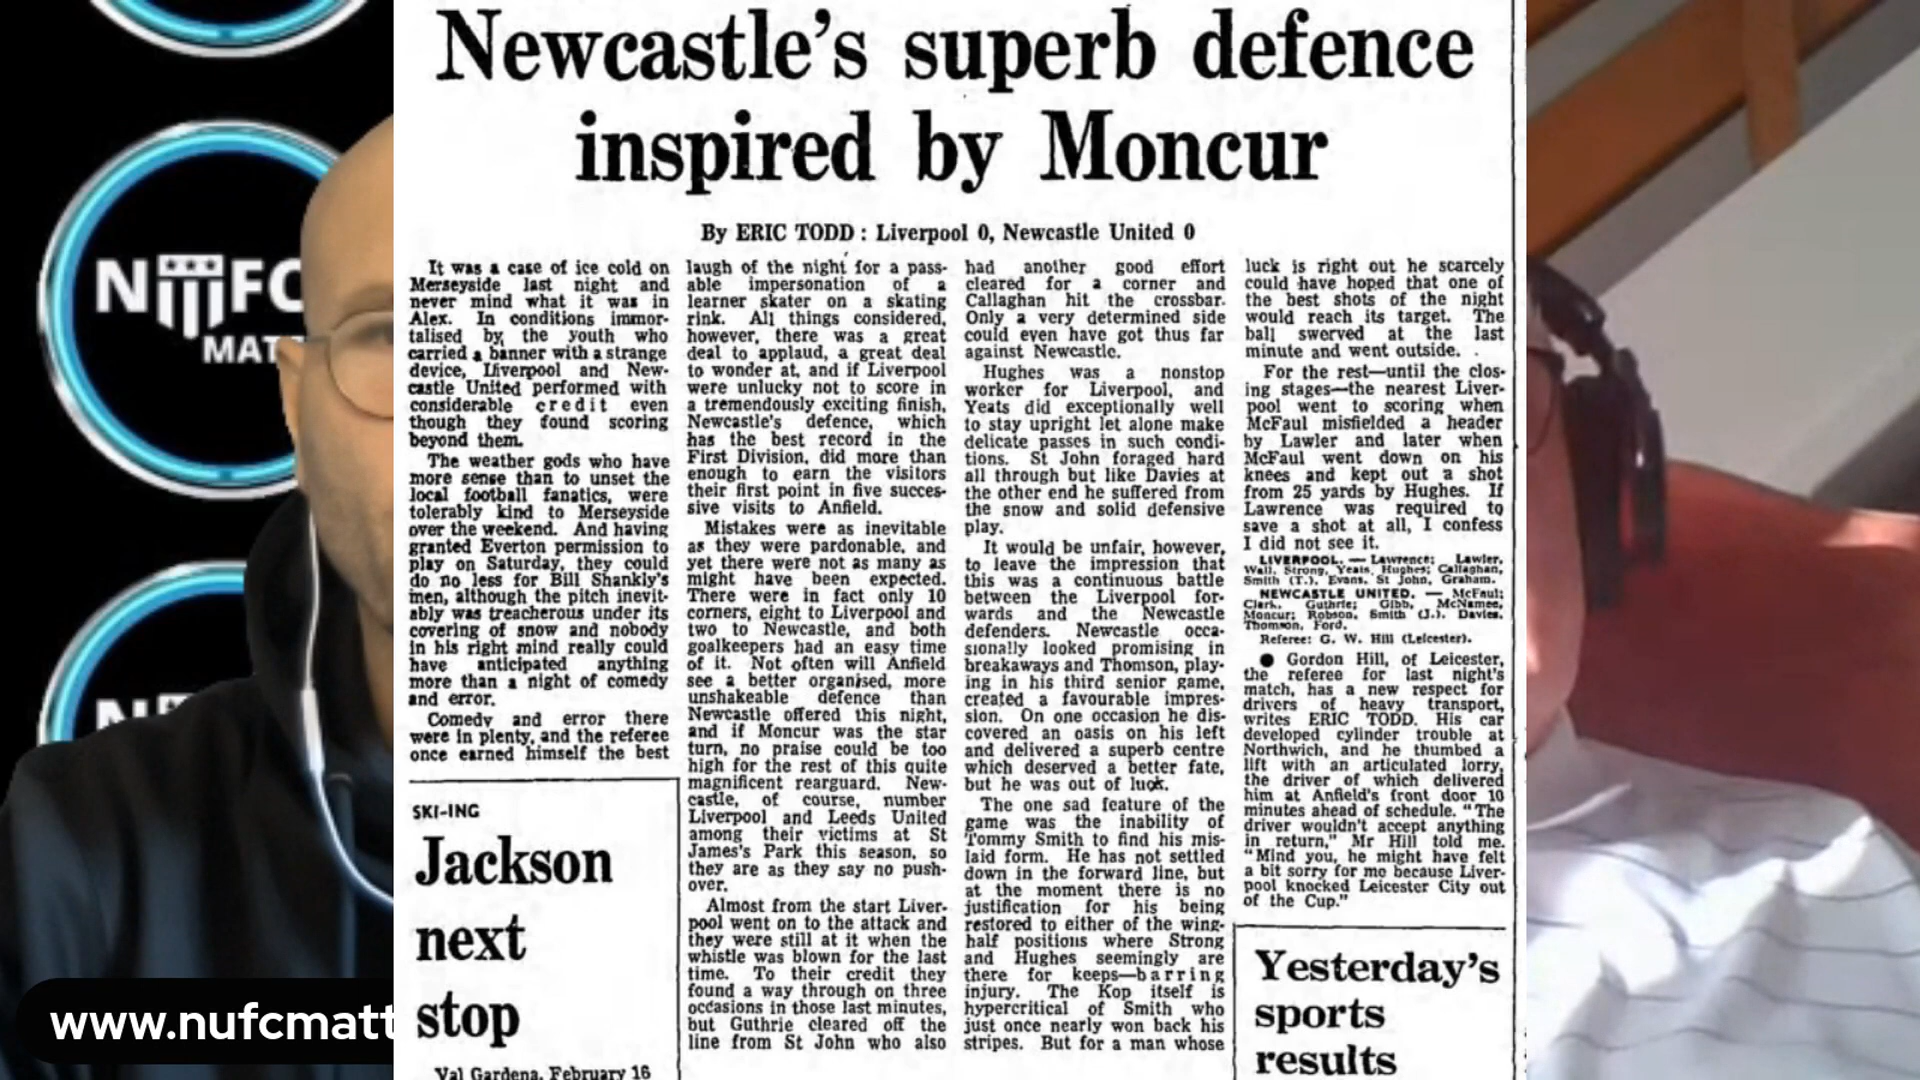 Newcastle's superb defence
inspired by Moncur
By ERIC TODD : Liverpool 0, Newcastle United 0
It was a case of ice cold on
Merseyside last night and
never mind what it was in
Alex. In conditions immor-
talised by the youth who
carried a banner with a strange
device, Liverpool and New-
castle United performed with
considerable credit even
though they found scoring
beyond them.
The weather gods who have
more sense than to unset the
local football fanatics, were
tolerably kind to Merseyside
over the weekend. And having
granted Everton permission to
play on Saturday, they could
do no less for Bill Shankly's
men, although the pitch inevit-
ably was treacherous under its
covering of snow and nobody
in his right mind really could
have anticipated anything
more than a night of comedy
and error.
Comedy and error there
were in plenty, and the referee
once earned himself the best
laugh of the night for a pass-
able impersonation of a
learner skater on a skating
rink. All things considered,
however, there was a great
deal to applaud, a great deal
to wonder at, and if Liverpool
were unlucky not to score in
a tremendously exciting finish,
Newcastle's defence, which
has the best record in the
First Division, did more than
enough to earn the visitors
their first point in five succes-
sive visits to Anfield.
Mistakes were as inevitable
as they were pardonable, and
yet there were not as many as
might have been expected.
There were in fact only 10
corners, eight to Liverpool and
two to Newcastle, and both
goalkeepers had an easy time
of it. Not often will Anfield
see a better organised, more
unshakeable defence than
Newcastle offered this night,
and if Moncur was the star
turn, no praise could be too
high for the rest of this quite
magnificent rearguard. New-
castle, of course, number
Liverpool and Leeds United
among their victims at St
James's Park this season, so
they are as they say no push-
over.
Almost from the start Liver-
pool went on to the attack and
they were still at it when the
whistle was blown for the last
time. To their credit they
found a way through on three
occasions in those last minutes,
but Guthrie cleared off the
line from St John who also
had another good effort
cleared for a corner and
Callaghan hit the crossbar.
Only a very determined side
could even have got thus far
against Newcastle.
Hughes was a nonstop
worker for Liverpool, and
Yeats did exceptionally well
to stay upright let alone make
delicate passes in such condi-
tions. St John foraged hard
all through but like Davies at
the other end he suffered from
the snow and solid defensive
play.
It would be unfair, however,
to leave the impression that
this was a continuous battle
between the Liverpool for-
wards and the Newcastle
defenders. Newcastle occa-
sionally looked promising in
breakaways and Thomson, play-
ing in his third senior game,
created a favourable impres-
sion. On one occasion he dis-
covered an oasis on his left
and delivered a superb centre
which deserved a better fate,
but he was out of luck.
The one sad feature of the
game was the inability of
Tommy Smith to find his mis-
laid form. He has not settled
down in the forward line, but
at the moment there is no
justification for his being
restored to either of the wing-
half positions where Strong
and Hughes seemingly are
there for keeps—barring
injury. The Kop itself is
hypercritical of Smith who
just once nearly won back his
stripes. But for a man whose
luck is right out he scarcely
could have hoped that one of
the best shots of the night
would reach its target. The
ball swerved at the last
minute and went outside.
For the rest—until the clos-
ing stages—the nearest Liver-
pool went to scoring when
McFaul misfielded a header
by Lawler and later when
McFaul went down on his
knees and kept out a shot
from 25 yards by Hughes. If
Lawrence was required to
save a shot at all, I confess
I did not see it.
LIVERPOOL. — Lawrence; Lawler,
Wall, Strong, Yeats, Hughes; Callaghan,
Smith (T.), Evans, St John, Graham.
NEWCASTLE UNITED. — McFaul;
Clark, Guthrie; Gibb, McNamee,
Moncur; Robson, Smith (J.), Davies,
Thomson, Ford.
Referee: G. W. Hill (Leicester).
● Gordon Hill, of Leicester,
the referee for last night's
match, has a new respect for
drivers of heavy transport,
writes ERIC TODD. His car
developed cylinder trouble at
Northwich, and he thumbed a
lift with an articulated lorry,
the driver of which delivered
him at Anfield's front door 10
minutes ahead of schedule. "The
driver wouldn't accept anything
in return," Mr Hill told me.
"Mind you, he might have felt
a bit sorry for me because Liver-
pool knocked Leicester City out
of the Cup."
SKI-ING
Jackson
next
stop
Val Gardena, February 16
Yesterday's
sports
results
NUFC
MAT
www.nufcmatt